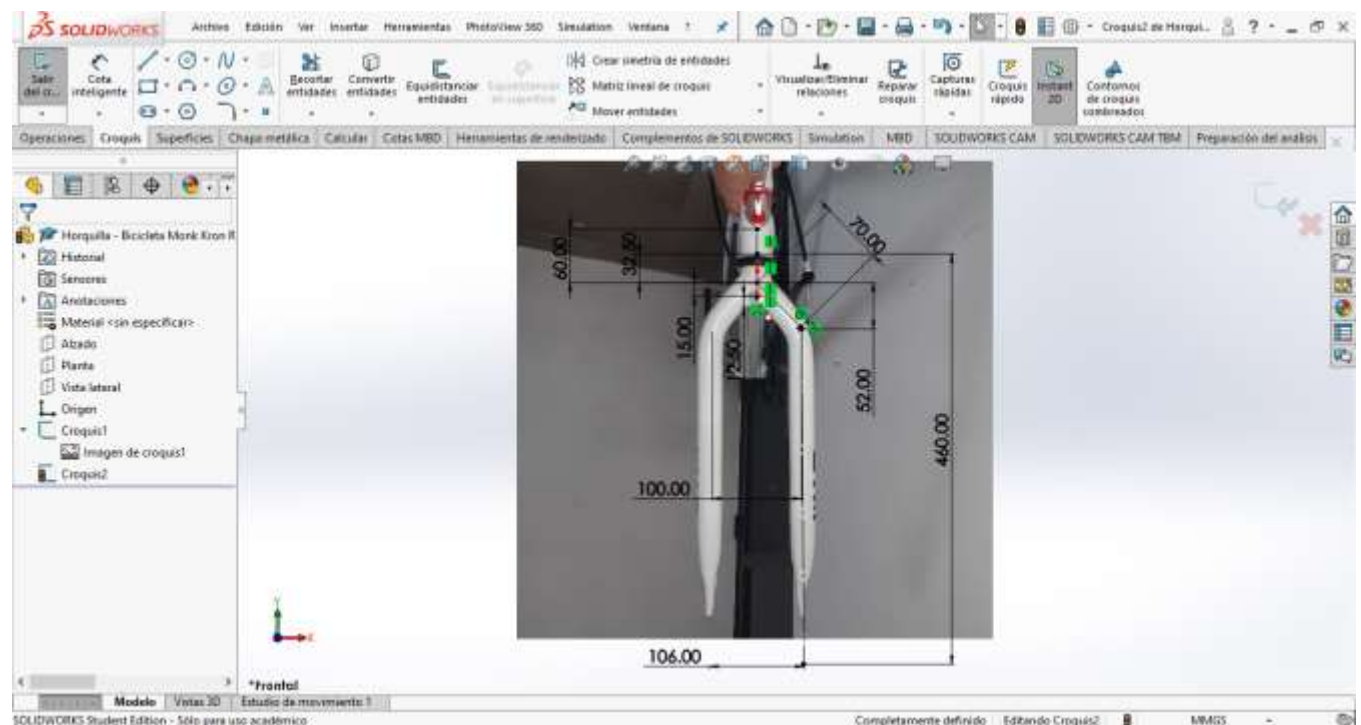 SOLIDWORKS Archivo Edición Ver Insertar Herramientas PhotoView 360 Simulation Ventana ? Croquis2 de Horqui...
Salir del cr...
Cota inteligente
Recortar entidades
Convertir entidades
Equidistanciar entidades
Crear simetría de entidades
Matriz lineal de croquis
Mover entidades
Visualizar/Eliminar relaciones
Reparar croquis
Capturas rápidas
Croquis rápido
Instant 2D
Contornos de croquis sombreados
Operaciones Croquis Superficies Chapa metálica Calcular Cotas MBD Herramientas de renderizado Complementos de SOLIDWORKS Simulation MBD SOLIDWORKS CAM SOLIDWORKS CAM TBM Preparación del análisis
Horquilla - Bicicleta Monk Kron R
Historial
Sensores
Anotaciones
Material <sin especificar>
Alzado
Planta
Vista lateral
Origen
Croquis1
Imagen de croquis1
Croquis2
60.00
32.50
70.00
15.00
12.50
52.00
460.00
100.00
106.00
Y
X
*Frontal
Modelo Vistas 3D Estudio de movimiento 1
SOLIDWORKS Student Edition - Sólo para uso académico Completamente definido Editando Croquis2 MMGS